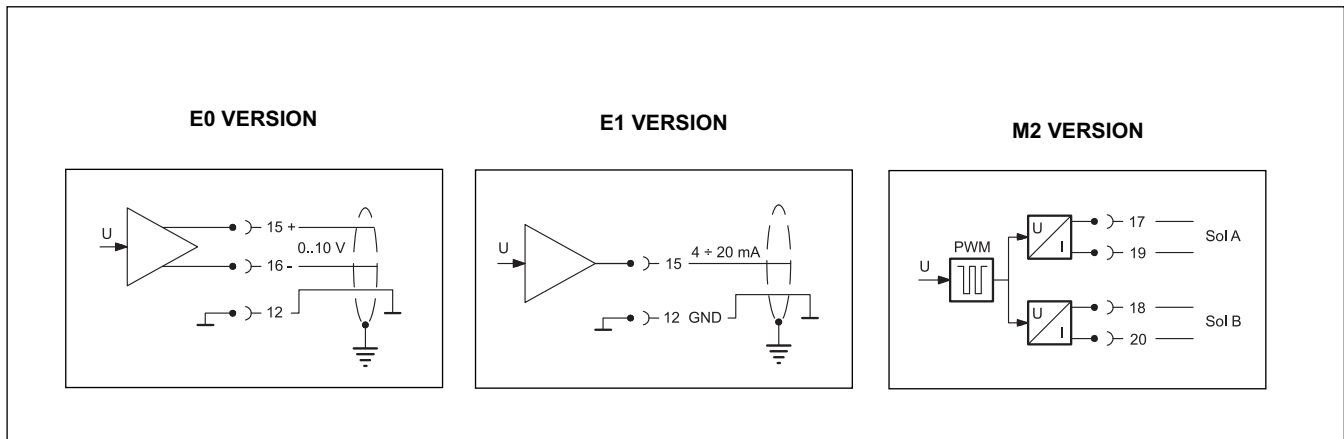 E0 VERSION
U
15 +
0..10 V
16 -
12
E1 VERSION
U
15
4 ÷ 20 mA
12 GND
M2 VERSION
U
PWM
U
I
17
19
Sol A
U
I
18
20
Sol B